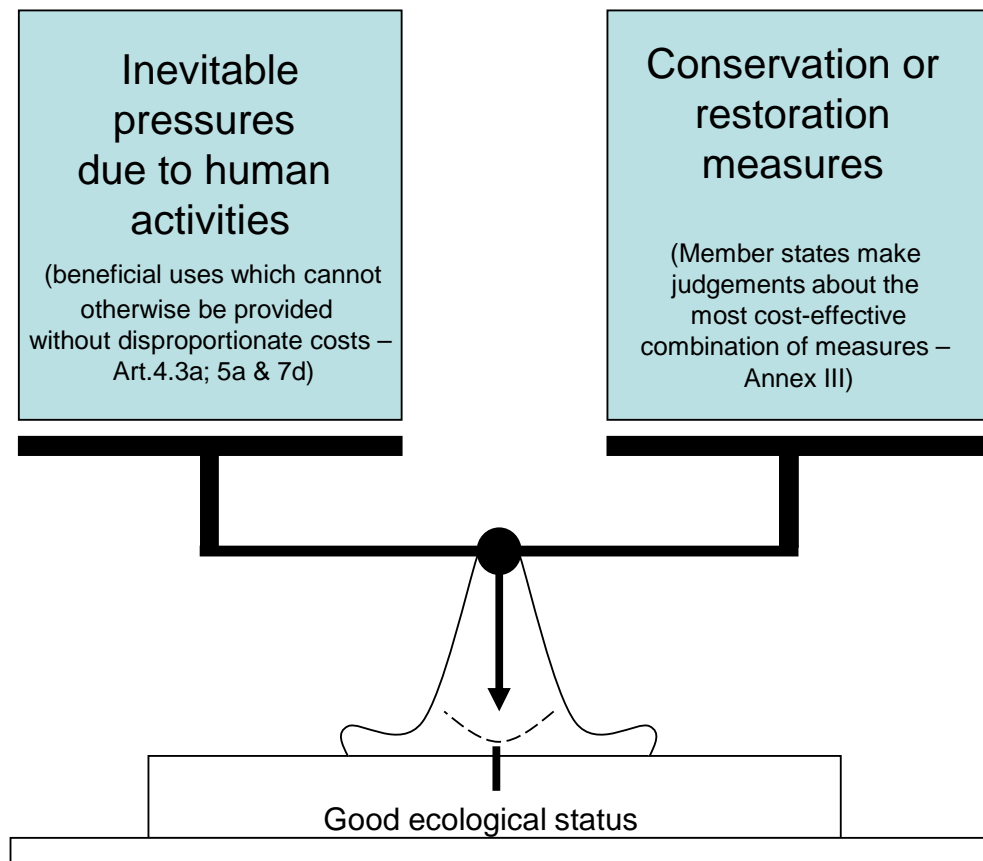 Inevitable
pressures
due to human
activities
(beneficial uses which cannot
otherwise be provided
without disproportionate costs –
Art.4.3a; 5a & 7d)
Conservation or
restoration
measures
(Member states make
judgements about the
most cost-effective
combination of measures –
Annex III)
Good ecological status